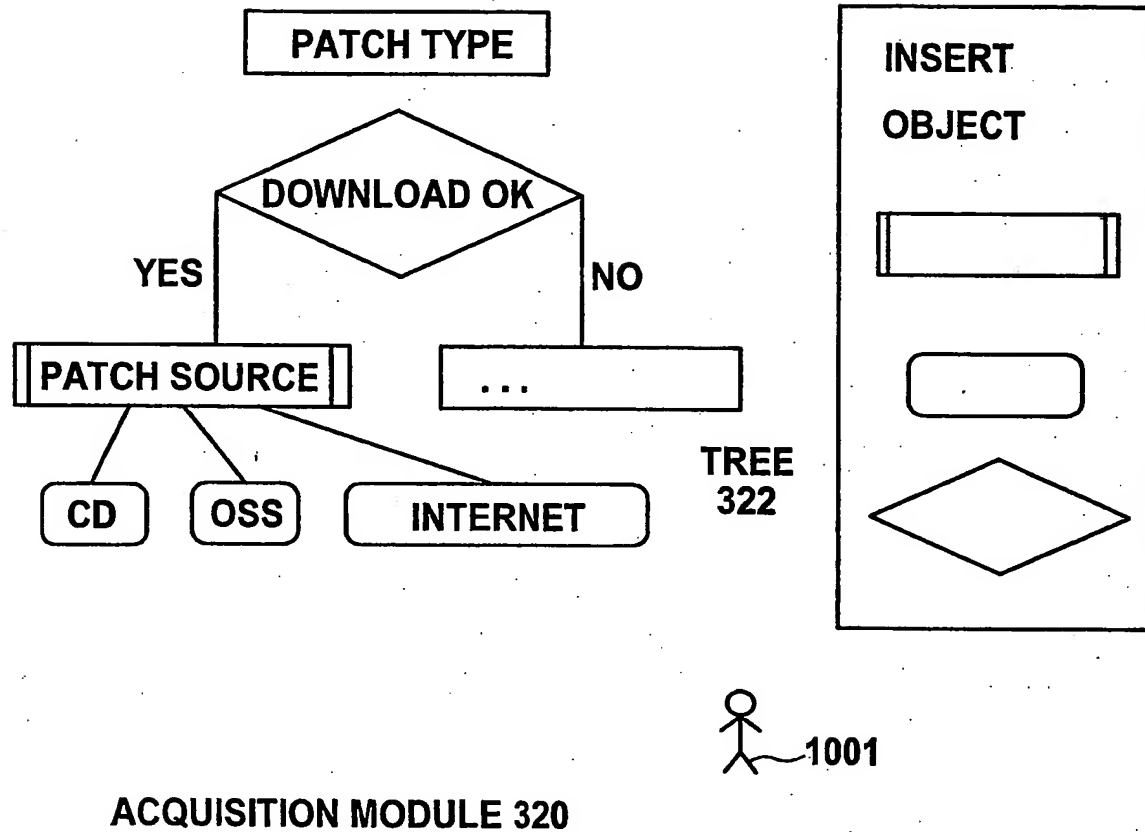 PATCH TYPE
DOWNLOAD OK
YES
NO
PATCH SOURCE
...
CD
OSS
INTERNET
TREE
322
INSERT
OBJECT
1001
ACQUISITION MODULE 320